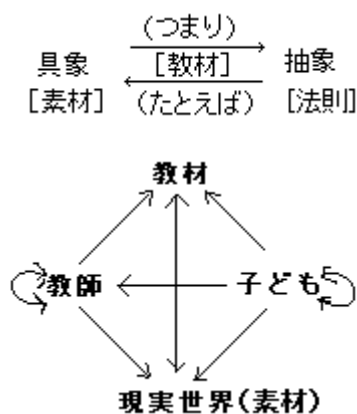 (つまり)
具象 [教材] 抽象
[素材] (たとえば) [法則]
教材
教師 子ども
現実世界(素材)